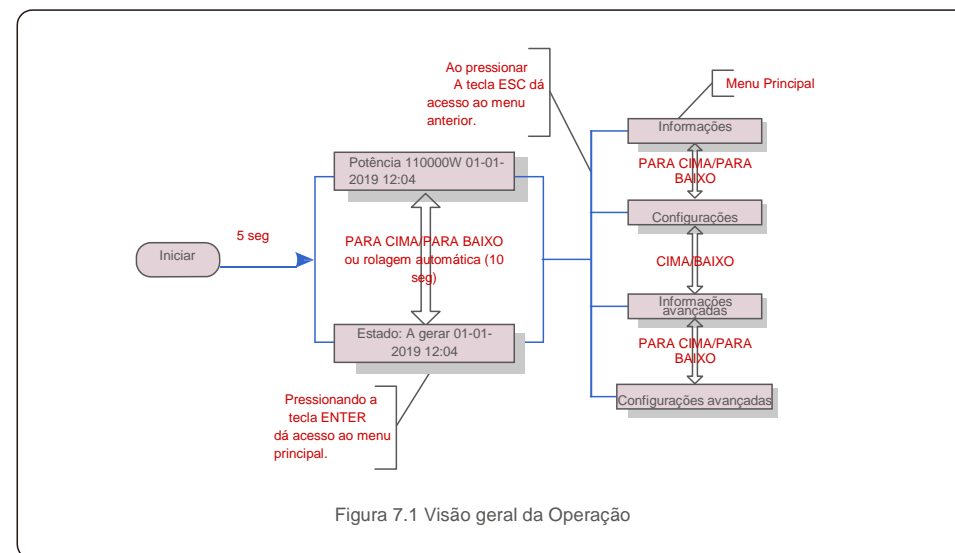 Ao pressionar
A tecla ESC dá
acesso ao menu
anterior.
Menu Principal
Informações
PARA CIMA/PARA
BAIXO
Potência 110000W 01-01-
2019 12:04
Configurações
5 seg
Iniciar
PARA CIMA/PARA BAIXO
ou rolagem automática (10
seg)
CIMA/BAIXO
Informações
avançadas
Estado: A gerar 01-01-
2019 12:04
PARA CIMA/PARA
BAIXO
Pressionando a
tecla ENTER
dá acesso ao menu
principal.
Configurações avançadas
Figura 7.1 Visão geral da Operação